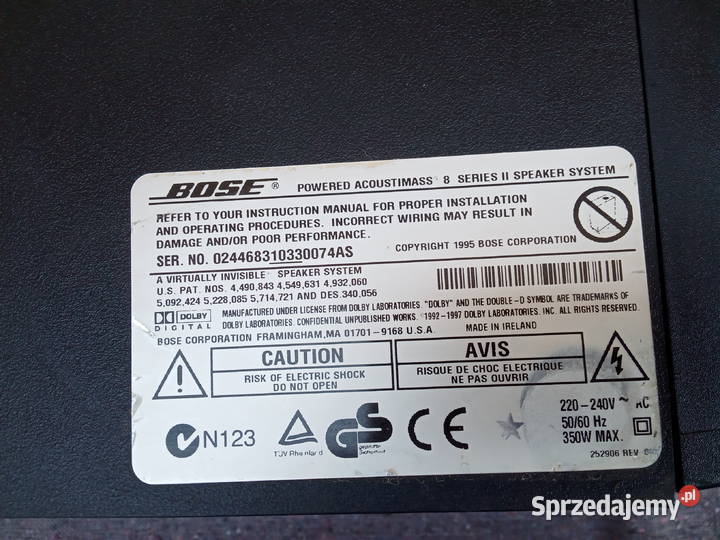 BOSE ® POWERED ACOUSTIMASS® 8 SERIES II SPEAKER SYSTEM
REFER TO YOUR INSTRUCTION MANUAL FOR PROPER INSTALLATION
AND OPERATING PROCEDURES. INCORRECT WIRING MAY RESULT IN
DAMAGE AND/OR POOR PERFORMANCE.
COPYRIGHT 1995 BOSE CORPORATION
SER. NO. 024468310330074AS
A VIRTUALLY INVISIBLE® SPEAKER SYSTEM
U.S. PAT. NOS. 4,490,843 4,549,631 4,932,060
5,092,424 5,228,085 5,714,721 AND DES. 340,056
DOLBY
DIGITAL
MANUFACTURED UNDER LICENSE FROM DOLBY LABORATORIES. "DOLBY" AND THE DOUBLE-D SYMBOL ARE TRADEMARKS OF
DOLBY LABORATORIES. CONFIDENTIAL UNPUBLISHED WORKS. 1992-1997 DOLBY LABORATORIES, INC. ALL RIGHTS RESERVED.
BOSE CORPORATION FRAMINGHAM, MA 01701-9168 U.S.A. MADE IN IRELAND
CAUTION
RISK OF ELECTRIC SHOCK
DO NOT OPEN
AVIS
RISQUE DE CHOC ELECTRIQUE
NE PAS OUVRIR
N123
TÜV Rheinland
GS
geprüfte
Sicherheit
CE
220-240V ~ AC
50/60 Hz
350W MAX.
252906 REV
Sprzedajemy.pl